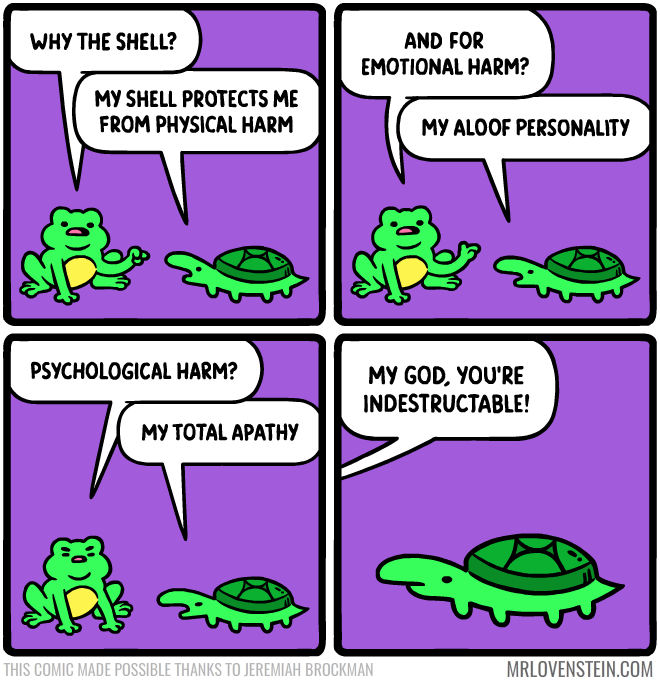 WHY THE SHELL?
MY SHELL PROTECTS ME
FROM PHYSICAL HARM
AND FOR
EMOTIONAL HARM?
MY ALOOF PERSONALITY
PSYCHOLOGICAL HARM?
MY TOTAL APATHY
MY GOD, YOU'RE
INDESTRUCTABLE!
THIS COMIC MADE POSSIBLE THANKS TO JEREMIAH BROCKMAN
MRLOVENSTEIN.COM